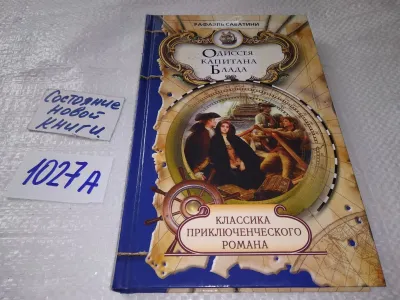 РАФАЭЛЬ САБАТИНИ
ОДИССЕЯ
КАПИТАНА
БЛАДА
Состояние
новой
книги.
1027А
КЛАССИКА
ПРИКЛЮЧЕНЧЕСКОГО
РОМАНА